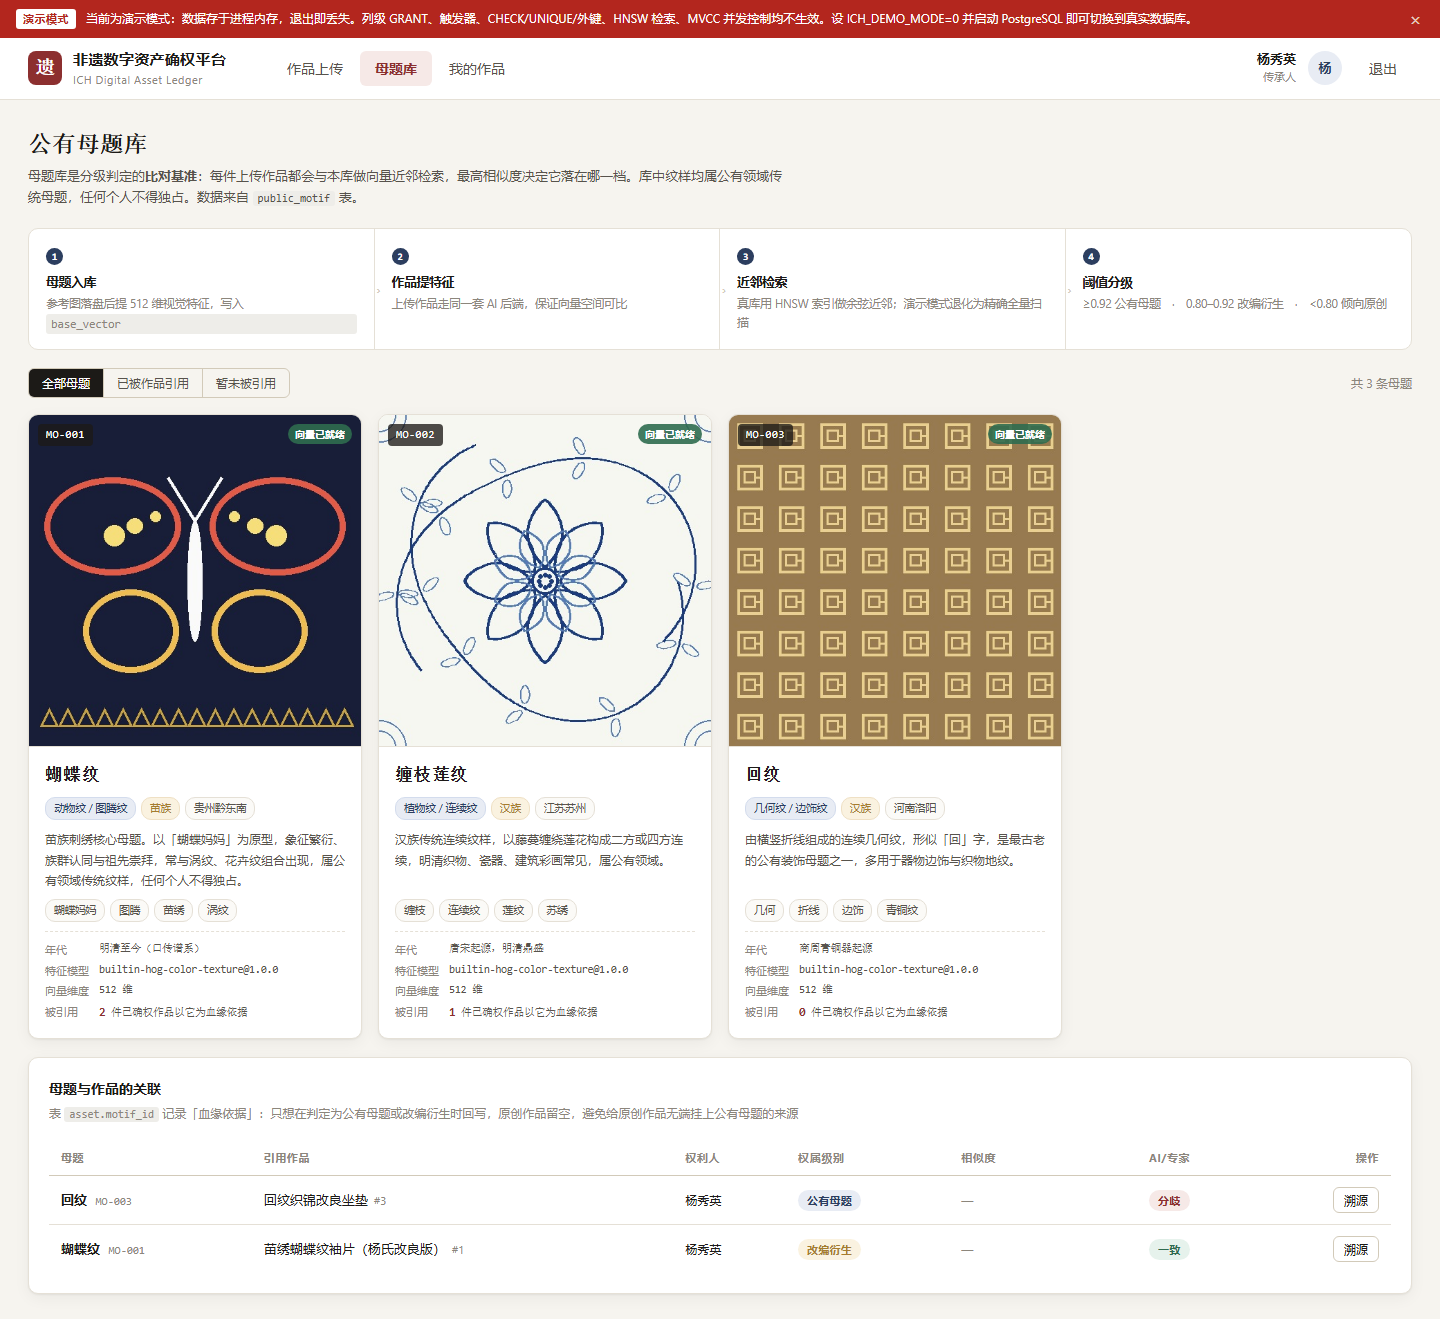 演示模式 当前为演示模式：数据存于进程内存，退出即丢失。列级 GRANT、触发器、CHECK/UNIQUE/外键、HNSW 检索、MVCC 并发控制均不生效。设 ICH_DEMO_MODE=0 并启动 PostgreSQL 即可切换到真实数据库。 ×
遗 非遗数字资产确权平台
ICH Digital Asset Ledger
作品上传 母题库 我的作品
杨秀英
传承人
杨 退出
公有母题库
母题库是分级判定的比对基准：每件上传作品都会与本库做向量近邻检索，最高相似度决定它落在哪一档。库中纹样均属公有领域传
统母题，任何个人不得独占。数据来自 public_motif 表。
1
母题入库
参考图落盘后提 512 维视觉特征，写入
base_vector
›
2
作品提特征
上传作品走同一套 AI 后端，保证向量空间可比
›
3
近邻检索
真库用 HNSW 索引做余弦近邻；演示模式退化为精确全量扫
描
›
4
阈值分级
≥0.92 公有母题 · 0.80–0.92 改编衍生 · <0.80 倾向原创
全部母题 已被作品引用 暂未被引用 共 3 条母题
MO-001 向量已就绪
蝴蝶纹
动物纹 / 图腾纹 苗族 贵州黔东南
苗族刺绣核心母题。以「蝴蝶妈妈」为原型，象征繁衍、
族群认同与祖先崇拜，常与涡纹、花卉纹组合出现，属公
有领域传统纹样，任何个人不得独占。
蝴蝶妈妈 图腾 苗绣 涡纹
年代 明清至今（口传谱系）
特征模型 builtin-hog-color-texture@1.0.0
向量维度 512 维
被引用 2 件已确权作品以它为血缘依据
MO-002 向量已就绪
缠枝莲纹
植物纹 / 连续纹 汉族 江苏苏州
汉族传统连续纹样，以藤蔓缠绕莲花构成二方或四方连
续，明清织物、瓷器、建筑彩画常见，属公有领域。
缠枝 连续纹 莲纹 苏绣
年代 唐宋起源，明清鼎盛
特征模型 builtin-hog-color-texture@1.0.0
向量维度 512 维
被引用 1 件已确权作品以它为血缘依据
MO-003 向量已就绪
回纹
几何纹 / 边饰纹 汉族 河南洛阳
由横竖折线组成的连续几何纹，形似「回」字，是最古老
的公有装饰母题之一，多用于器物边饰与织物地纹。
几何 折线 边饰 青铜纹
年代 商周青铜器起源
特征模型 builtin-hog-color-texture@1.0.0
向量维度 512 维
被引用 0 件已确权作品以它为血缘依据
母题与作品的关联
表 asset.motif_id 记录「血缘依据」：只想在判定为公有母题或改编衍生时回写，原创作品留空，避免给原创作品无端挂上公有母题的来源
母题 引用作品 权利人 权属级别 相似度 AI/专家 操作
回纹 MO-003 回纹织锦改良坐垫 #3 杨秀英 公有母题 — 分歧 溯源
蝴蝶纹 MO-001 苗绣蝴蝶纹袖片（杨氏改良版） #1 杨秀英 改编衍生 — 一致 溯源